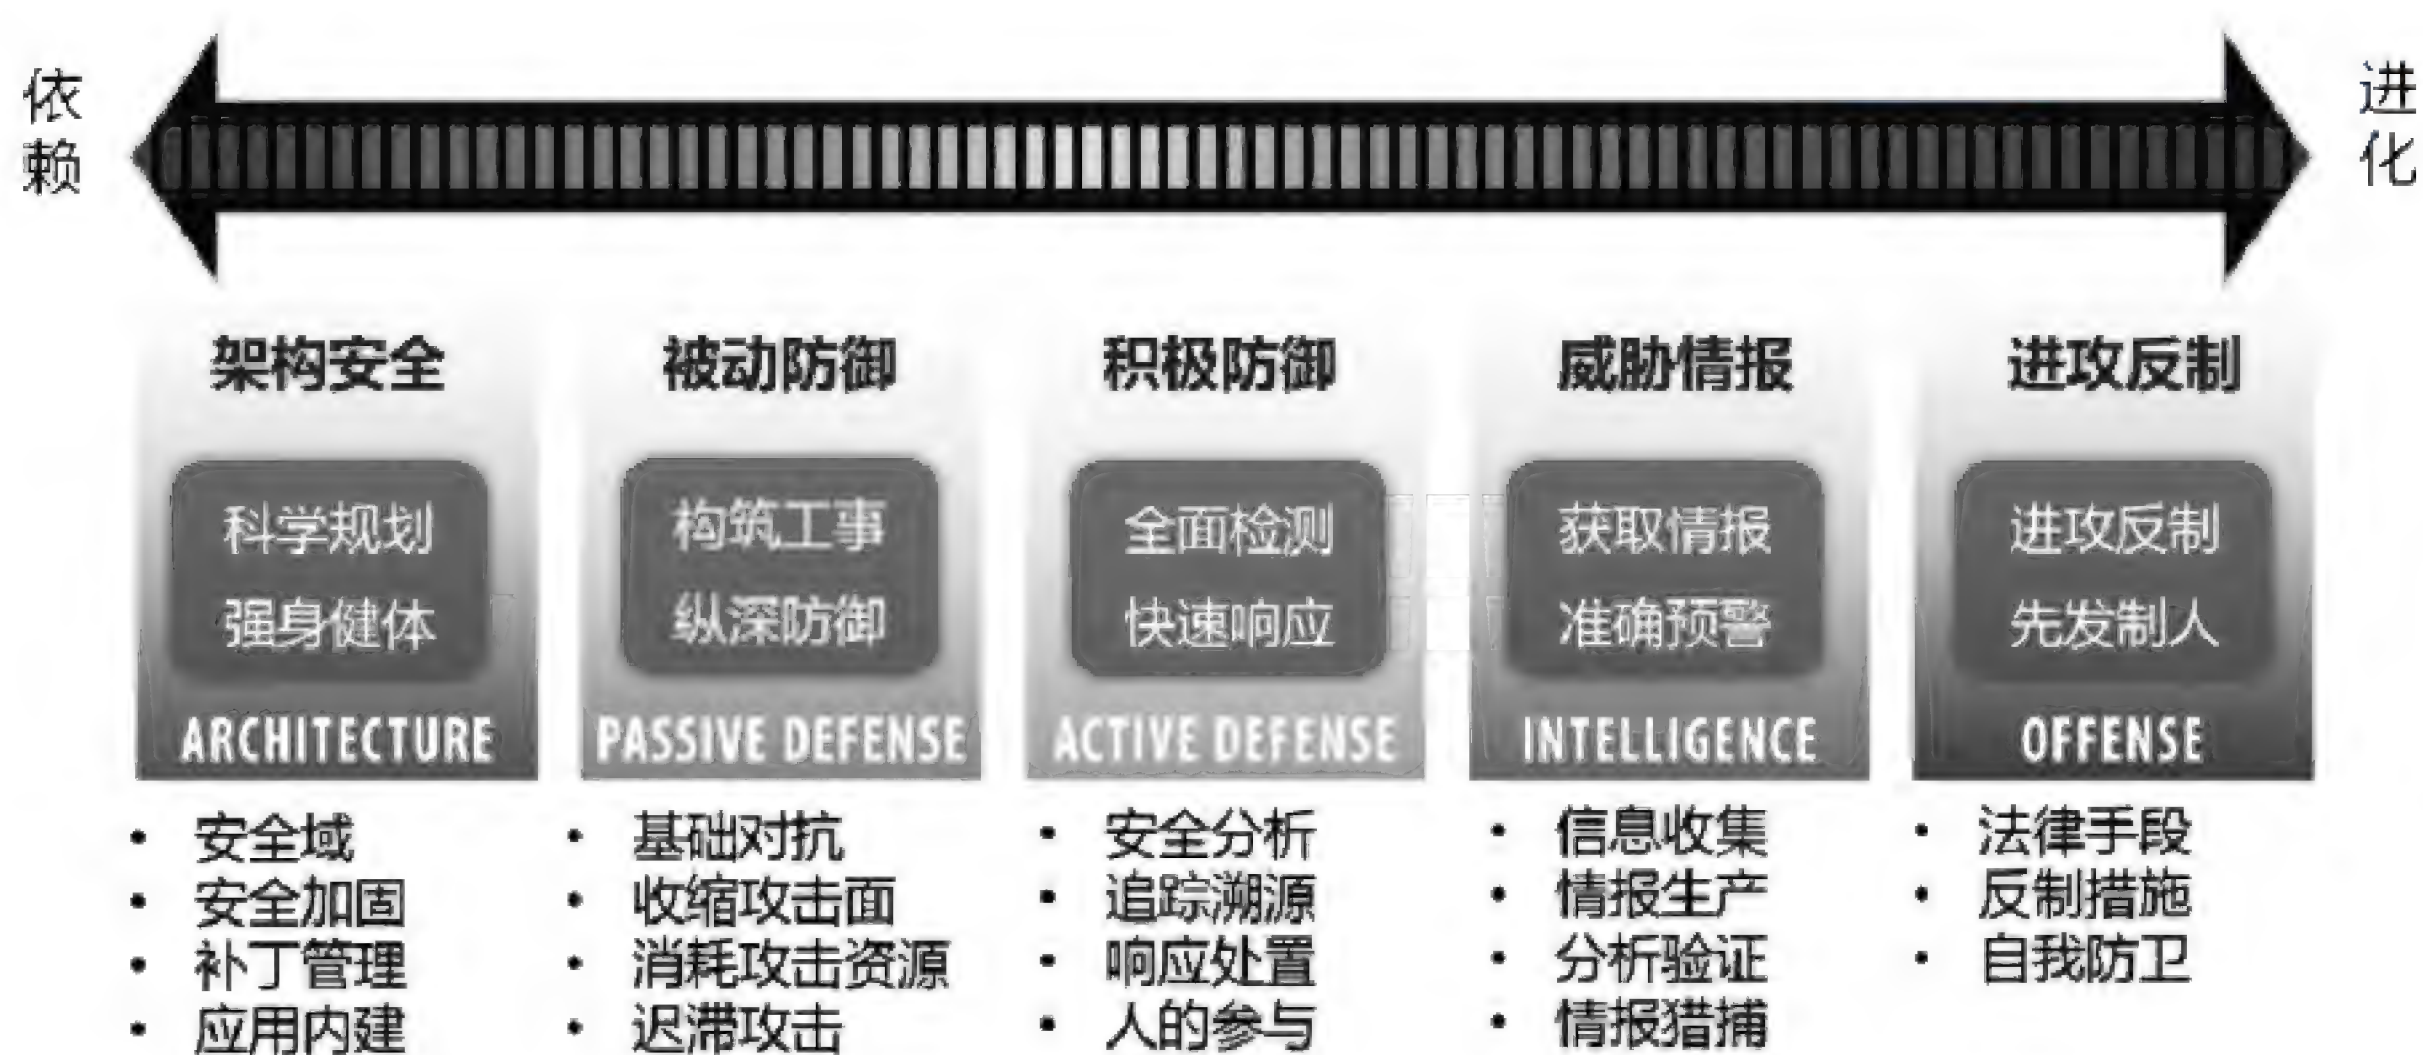 依赖
进化
架构安全
科学规划
强身健体
ARCHITECTURE
• 安全域
• 安全加固
• 补丁管理
• 应用内建
被动防御
构筑工事
纵深防御
PASSIVE DEFENSE
• 基础对抗
• 收缩攻击面
• 消耗攻击资源
• 迟滞攻击
积极防御
全面检测
快速响应
ACTIVE DEFENSE
• 安全分析
• 追踪溯源
• 响应处置
• 人的参与
威胁情报
获取情报
准确预警
INTELLIGENCE
• 信息收集
• 情报生产
• 分析验证
• 情报猎捕
进攻反制
进攻反制
先发制人
OFFENSE
• 法律手段
• 反制措施
• 自我防卫